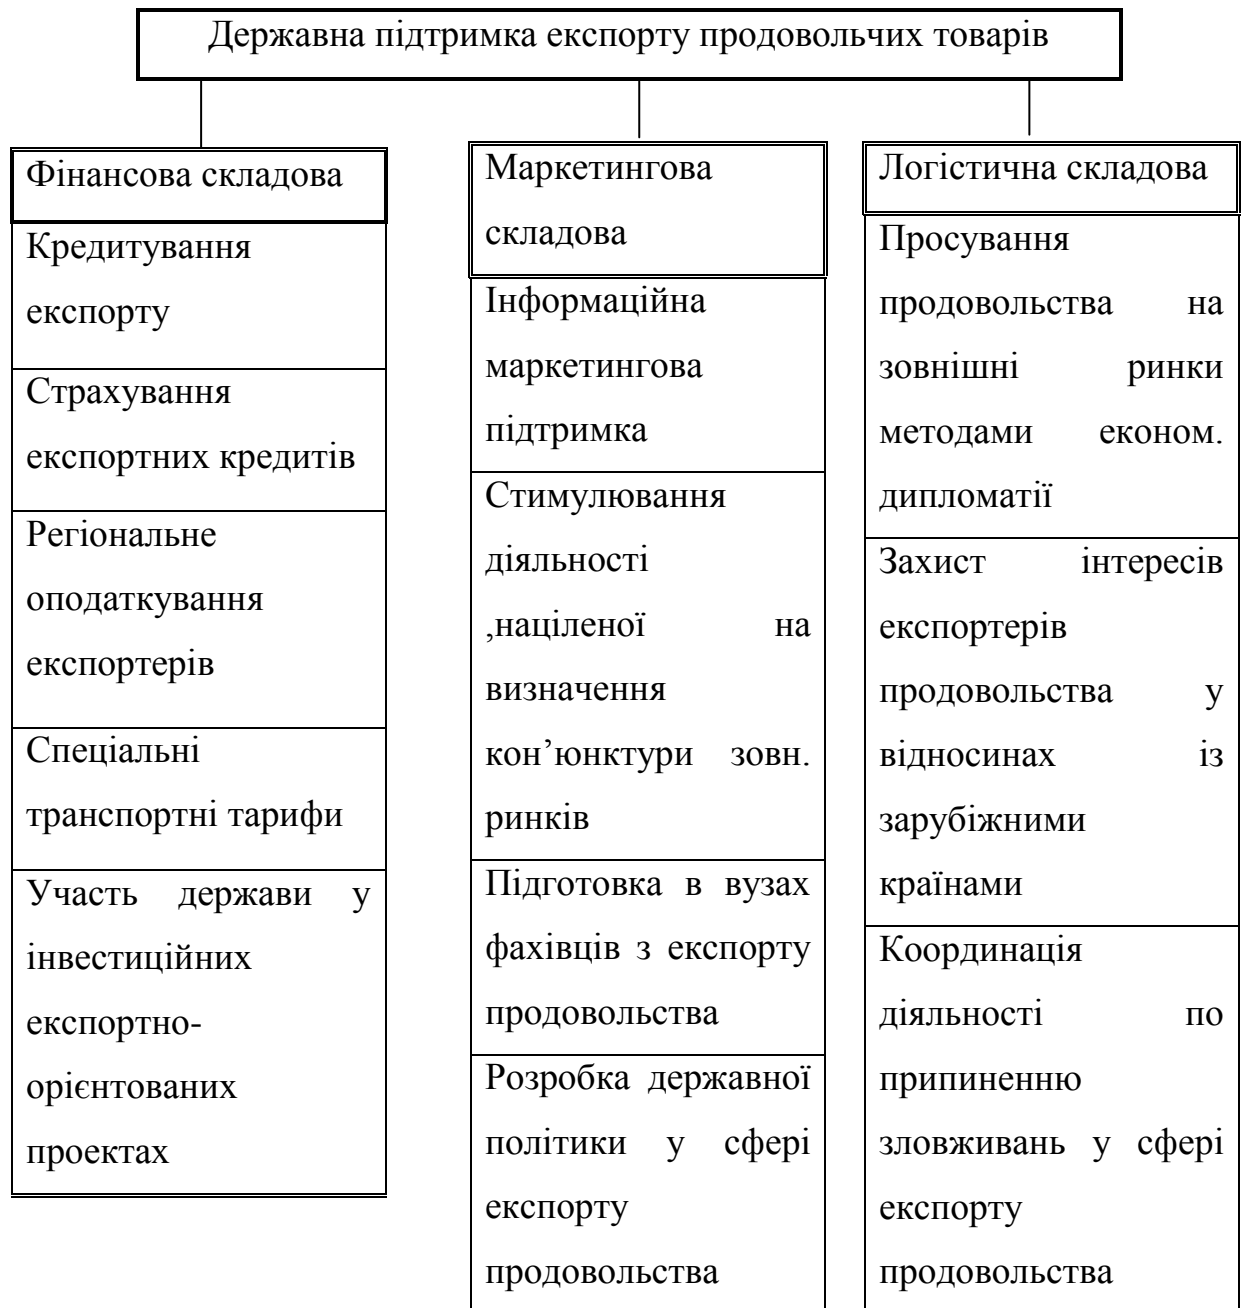 Державна підтримка експорту продовольчих товарів
Фінансова складова
Кредитування
експорту
Страхування
експортних кредитів
Регіональне
оподаткування
експортерів
Спеціальні
транспортні тарифи
Участь держави у
інвестиційних
експортно-
орієнтованих
проектах
Маркетингова
складова
Інформаційна
маркетингова
підтримка
Стимулювання
діяльності
,націленої на
визначення
кон’юнктури зовн.
ринків
Підготовка в вузах
фахівців з експорту
продовольства
Розробка державної
політики у сфері
експорту
продовольства
Логістична складова
Просування
продовольства на
зовнішні ринки
методами економ.
дипломатії
Захист інтересів
експортерів
продовольства у
відносинах із
зарубіжними
країнами
Координація
діяльності по
припиненню
зловживань у сфері
експорту
продовольства